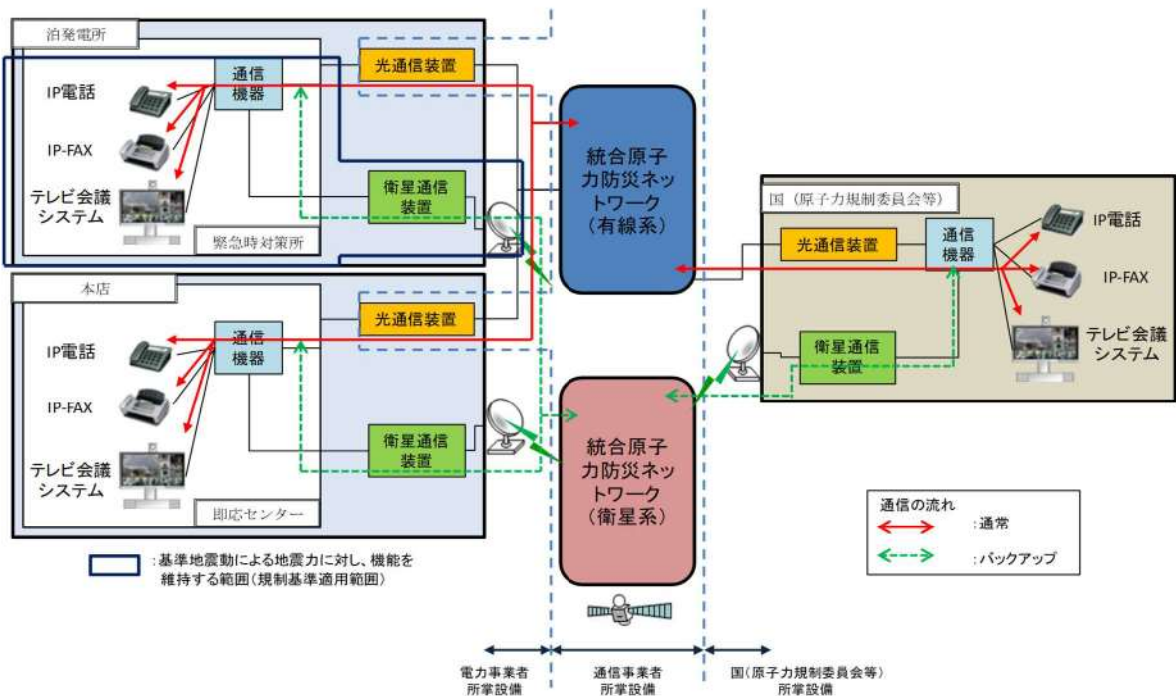 泊発電所
IP電話
IP-FAX
テレビ会議
システム
通信
機器
光通信装置
衛星通信
装置
緊急時対策所
本店
IP電話
IP-FAX
テレビ会議
システム
通信
機器
光通信装置
衛星通信
装置
即応センター
:基準地震動による地震力に対し、機能を
維持する範囲(規制基準適用範囲)
統合原子
力防災ネッ
トワーク
(有線系)
統合原子
力防災ネッ
トワーク
(衛星系)
国(原子力規制委員会等)
光通信装置
通信
機器
衛星通信
装置
IP電話
IP-FAX
テレビ会議
システム
通信の流れ
:通常
:バックアップ
電力事業者
所掌設備
通信事業者
所掌設備
国(原子力規制委員会等)
所掌設備